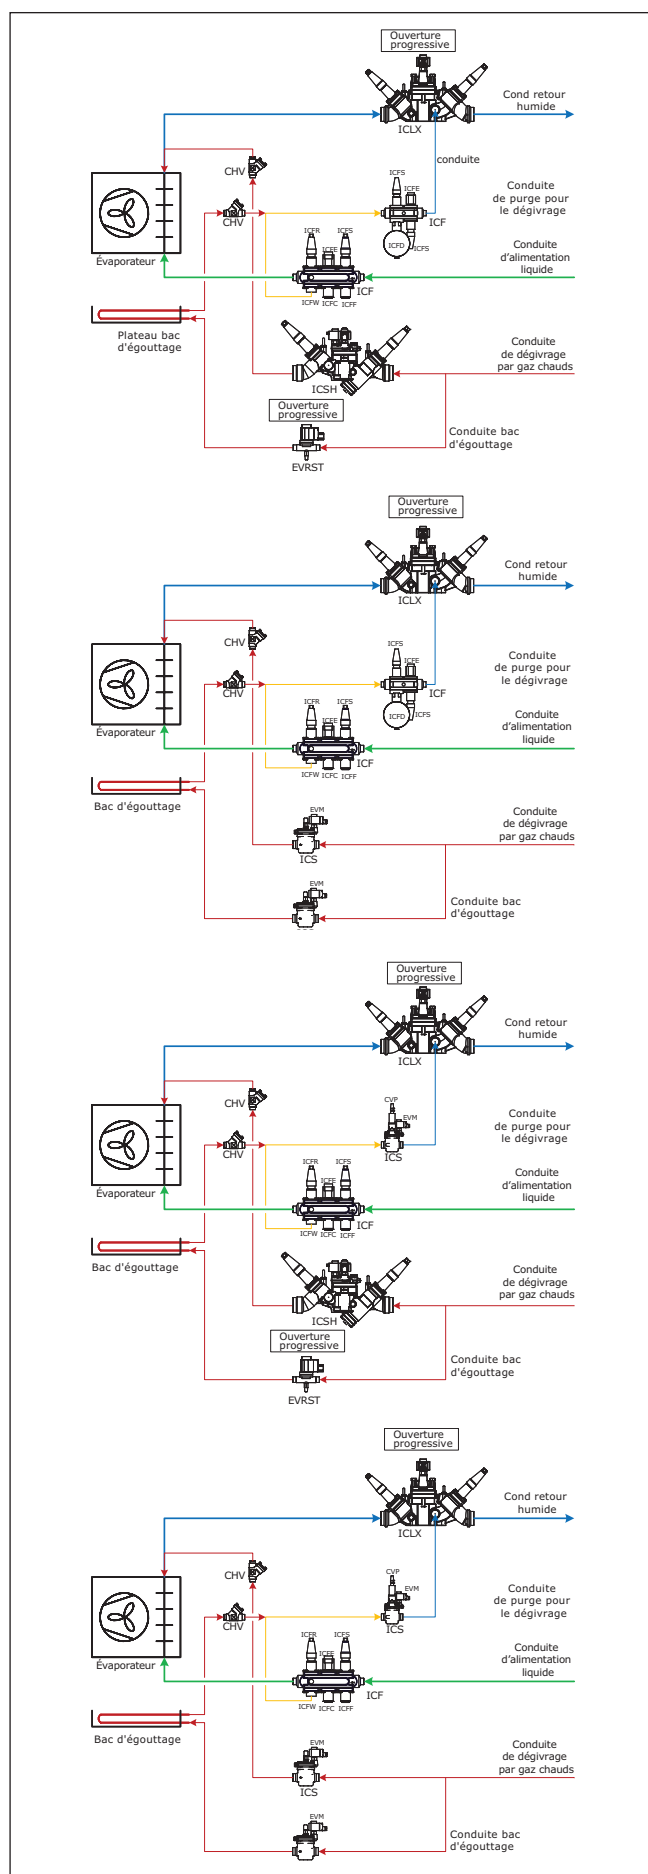 Ouverture
progressive
Cond retour
humide
ICLX
conduite
CHV
ICFS
ICFE
Conduite
de purge pour
le dégivrage
CHV
ICF
ICFD
ICFS
Évaporateur
ICFR
ICFS
ICFE
Conduite
d'alimentation
liquide
ICF
ICFW
ICFC
ICFF
Plateau bac
d'égouttage
Conduite
de dégivrage
par gaz chauds
ICSH
Ouverture
progressive
Conduite bac
d'égouttage
EVRST
Ouverture
progressive
Cond retour
humide
ICLX
CHV
ICFS
ICFE
Conduite
de purge pour
le dégivrage
CHV
ICF
ICFD
ICFS
Évaporateur
ICFR
ICFS
ICFE
Conduite
d'alimentation
liquide
ICF
ICFW
ICFC
ICFF
Bac d'égouttage
EVM
Conduite
de dégivrage
par gaz chauds
ICS
EVM
Conduite bac
d'égouttage
Ouverture
progressive
Cond retour
humide
ICLX
CHV
CVP
EVM
Conduite
de purge pour
le dégivrage
CHV
ICS
Évaporateur
ICFR
ICFS
ICFE
Conduite
d'alimentation
liquide
ICF
ICFW
ICFC
ICFF
Bac d'égouttage
Conduite
de dégivrage
par gaz chauds
ICSH
Ouverture
progressive
Conduite bac
d'égouttage
EVRST
Ouverture
progressive
Cond retour
humide
ICLX
CHV
CVP
EVM
Conduite
de purge pour
le dégivrage
CHV
ICS
Évaporateur
ICFR
ICFS
ICFE
Conduite
d'alimentation
liquide
ICF
ICFW
ICFC
ICFF
Bac d'égouttage
EVM
Conduite
de dégivrage
par gaz chauds
ICS
EVM
Conduite bac
d'égouttage